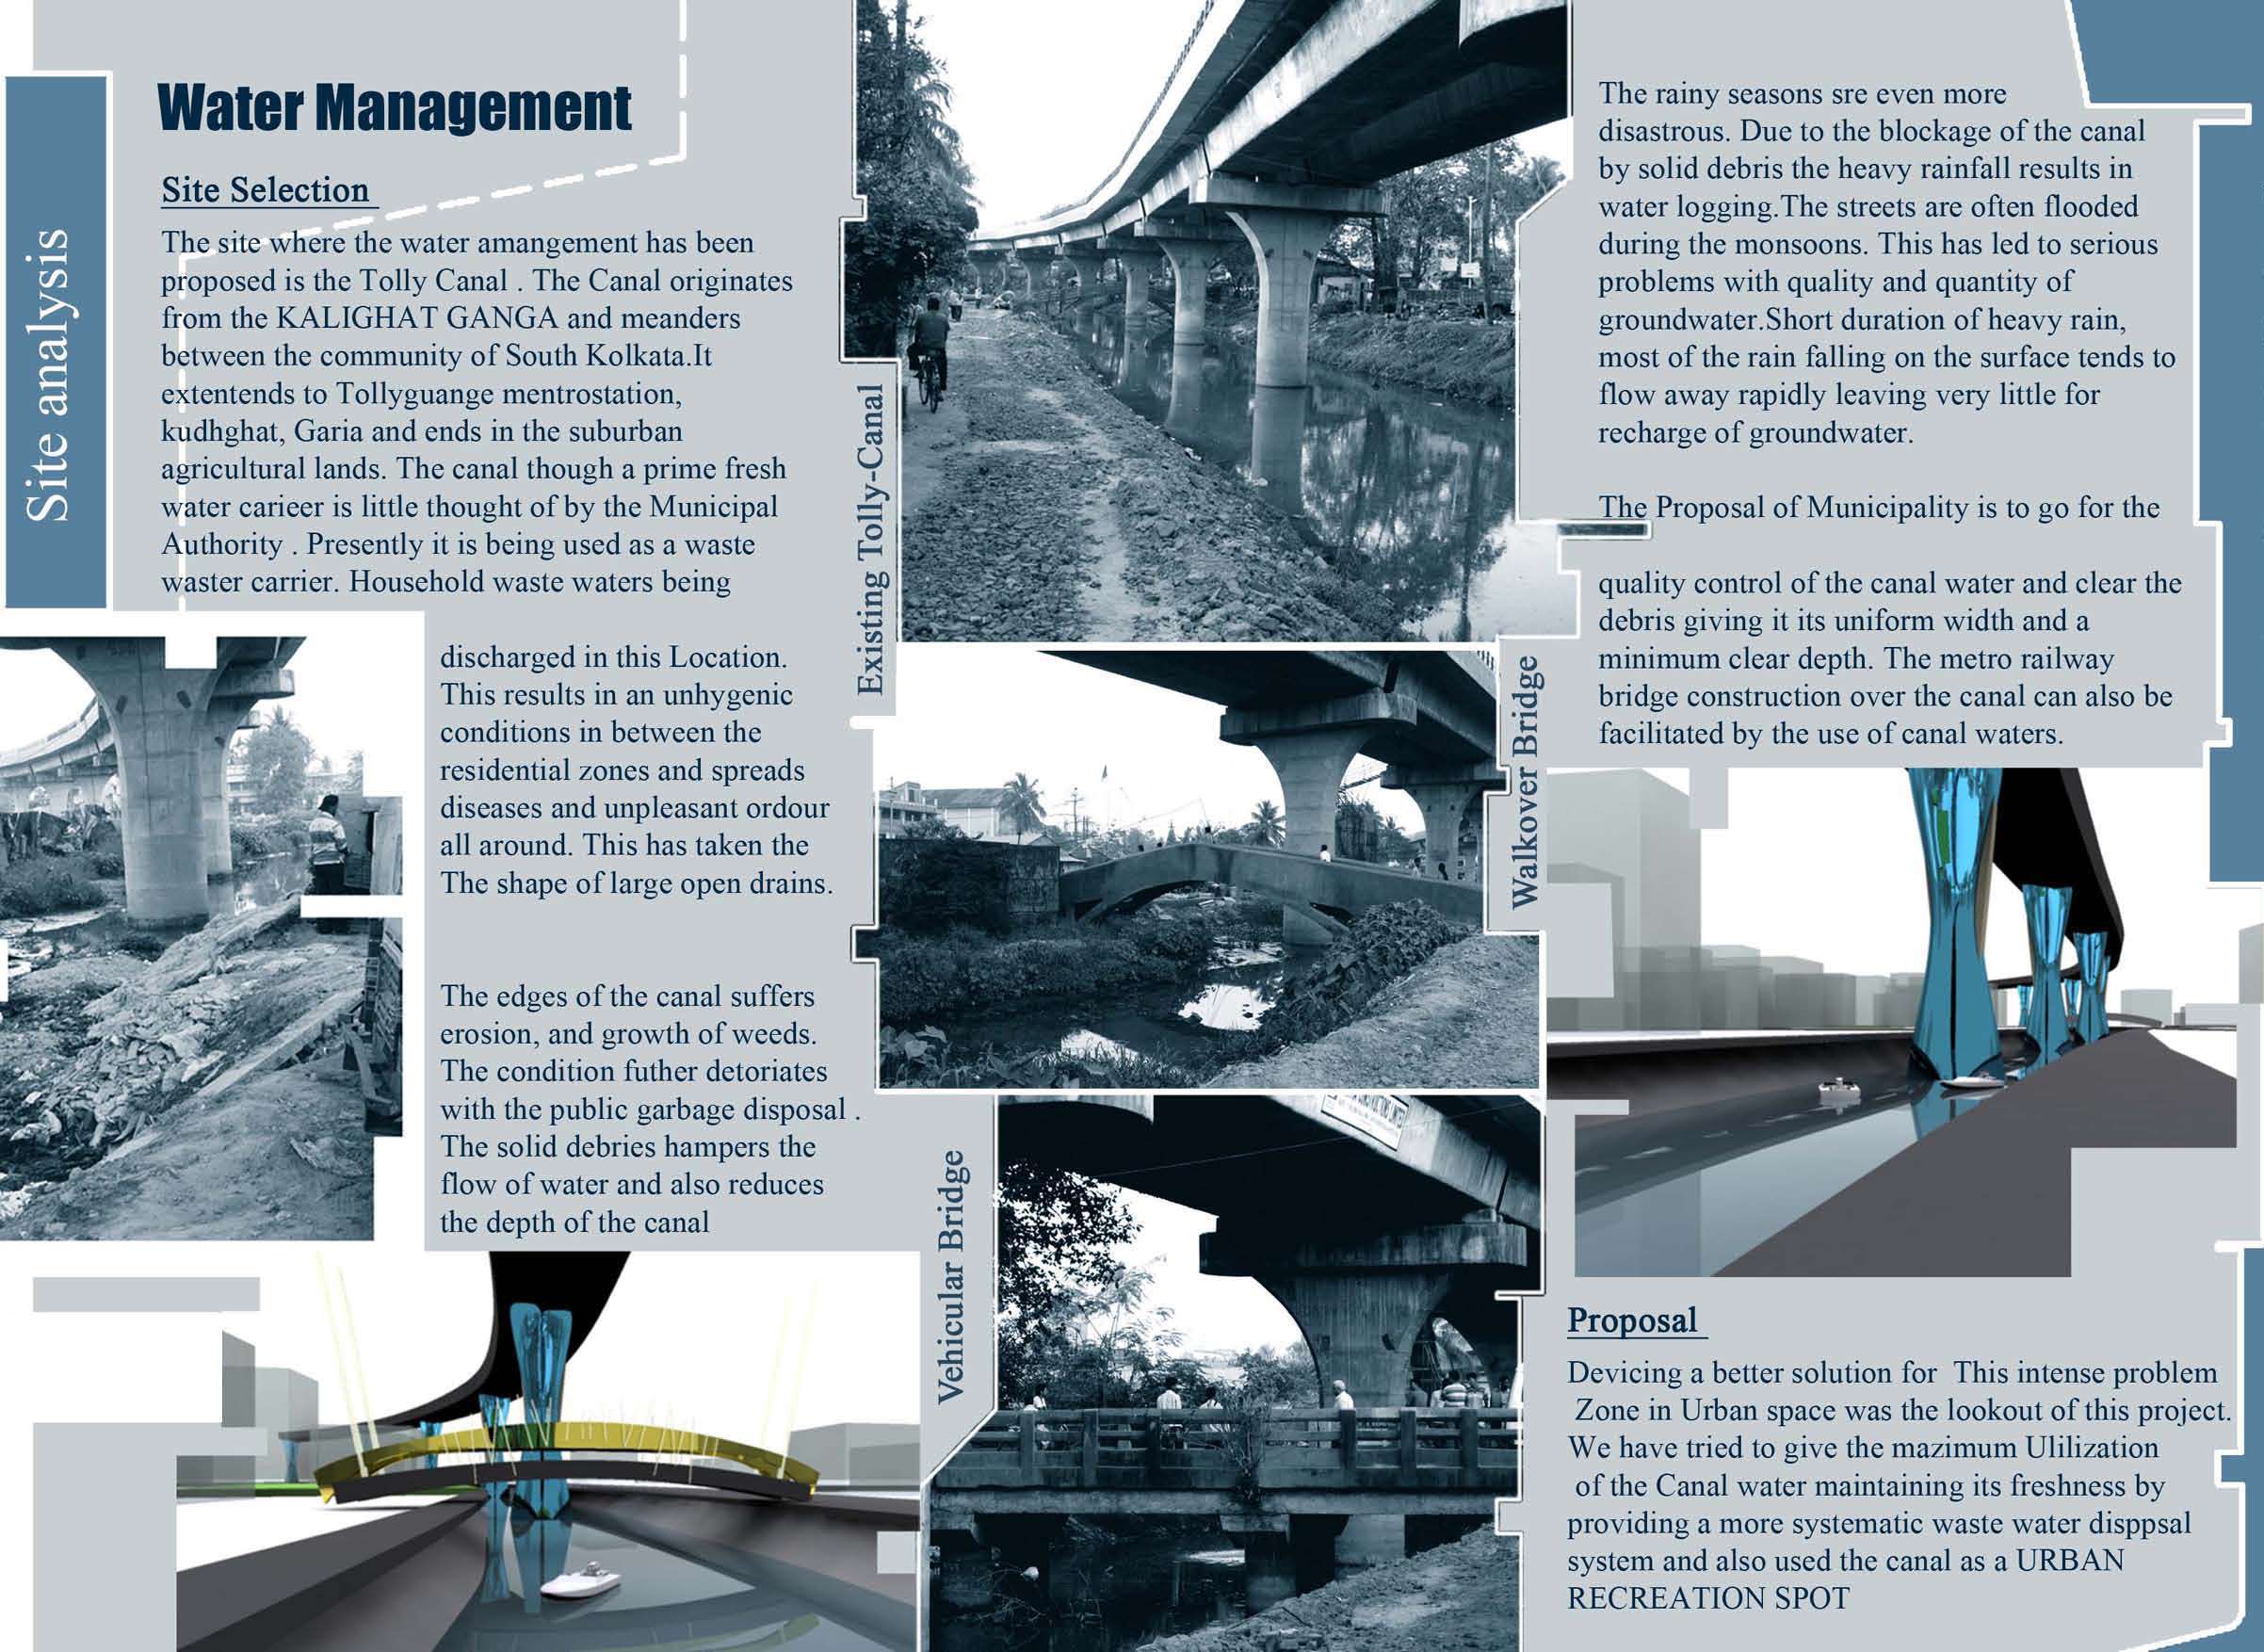 Site analysis
Water Management
Site Selection
The site where the water amangement has been
proposed is the Tolly Canal . The Canal originates
from the KALIGHAT GANGA and meanders
between the community of South Kolkata.It
extentends to Tollyguange mentrostation,
kudhghat, Garia and ends in the suburban
agricultural lands. The canal though a prime fresh
water carieer is little thought of by the Municipal
Authority . Presently it is being used as a waste
waster carrier. Household waste waters being
discharged in this Location.
This results in an unhygenic
conditions in between the
residential zones and spreads
diseases and unpleasant ordour
all around. This has taken the
The shape of large open drains.
The edges of the canal suffers
erosion, and growth of weeds.
The condition futher detoriates
with the public garbage disposal .
The solid debries hampers the
flow of water and also reduces
the depth of the canal
Existing Tolly-Canal
Walkover Bridge
Vehicular Bridge
The rainy seasons sre even more
disastrous. Due to the blockage of the canal
by solid debris the heavy rainfall results in
water logging.The streets are often flooded
during the monsoons. This has led to serious
problems with quality and quantity of
groundwater.Short duration of heavy rain,
most of the rain falling on the surface tends to
flow away rapidly leaving very little for
recharge of groundwater.
The Proposal of Municipality is to go for the
quality control of the canal water and clear the
debris giving it its uniform width and a
minimum clear depth. The metro railway
bridge construction over the canal can also be
facilitated by the use of canal waters.
Proposal
Devicing a better solution for This intense problem
Zone in Urban space was the lookout of this project.
We have tried to give the mazimum Ulilization
of the Canal water maintaining its freshness by
providing a more systematic waste water disppsal
system and also used the canal as a URBAN
RECREATION SPOT